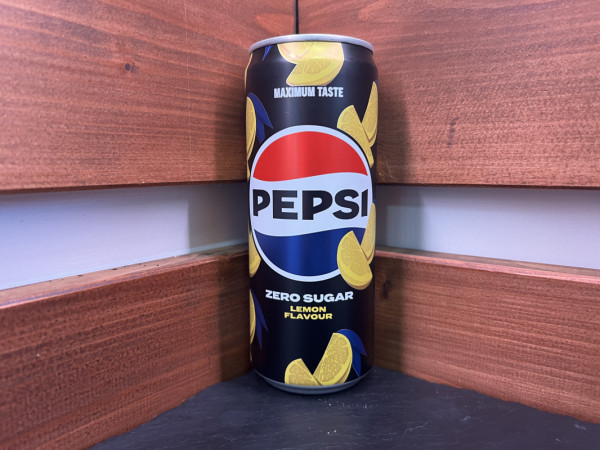 MAXIMUM TASTE
PEPSI
ZERO SUGAR
LEMON
FLAVOUR